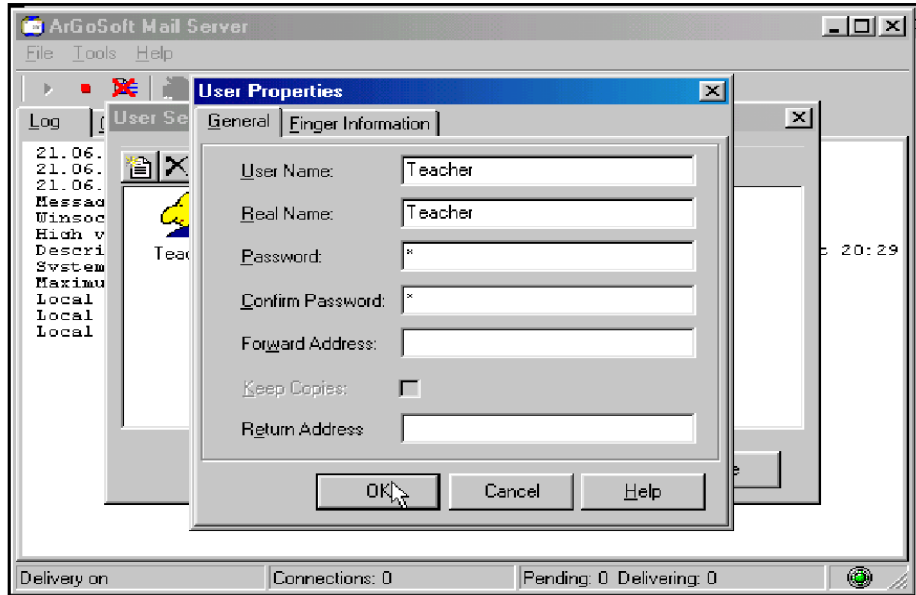 ArGoSoft Mail Server
File Tools Help
User Properties
Log
User Se
General Finger Information
21.06.
21.06.
21.06.
Messag
Winsoc
High v
Descri
System
Maximu
Local
Local
Local
Teac
User Name: Teacher
Real Name: Teacher
Password: *
Confirm Password: *
Forward Address:
Keep Copies:
Return Address
20:29
OK Cancel Help
Delivery on Connections: 0 Pending: 0 Delivering: 0